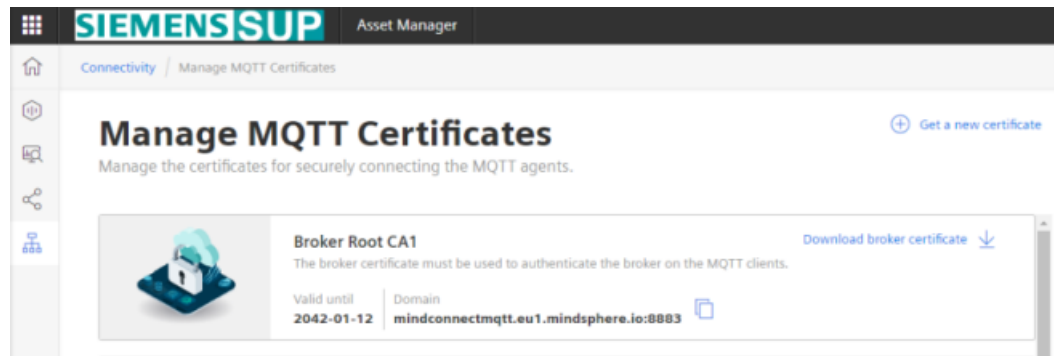 SIEMENS SUP Asset Manager
Connectivity / Manage MQTT Certificates
Manage MQTT Certificates
Get a new certificate
Manage the certificates for securely connecting the MQTT agents.
Broker Root CA1
Download broker certificate
The broker certificate must be used to authenticate the broker on the MQTT clients.
Valid until Domain
2042-01-12 mindconnectmqtt.eu1.mindsphere.io:8883